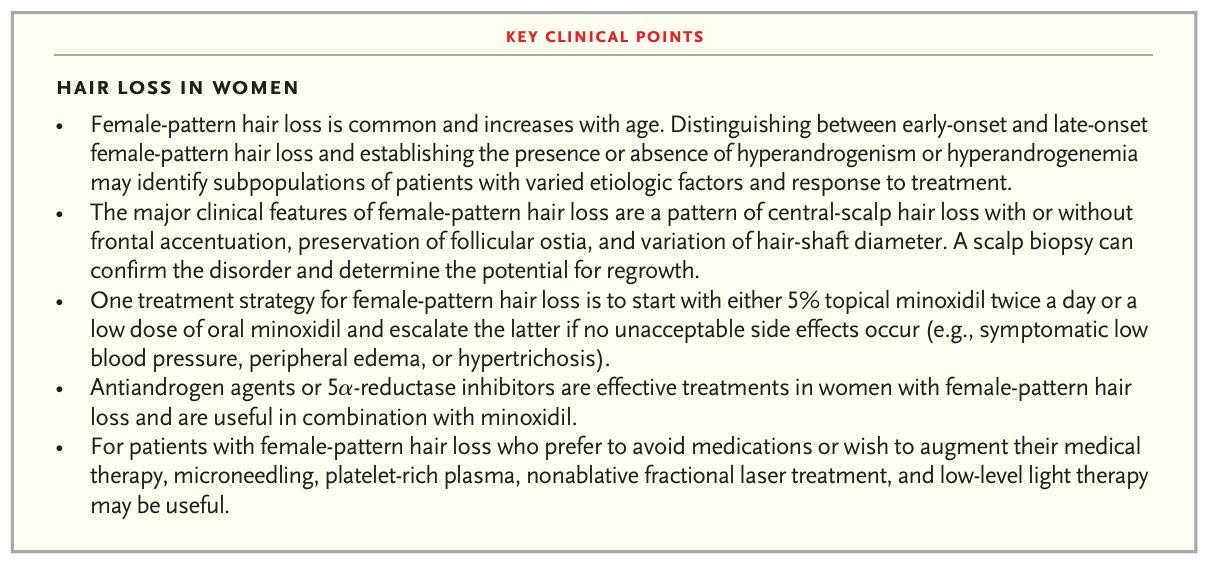 KEY CLINICAL POINTS
HAIR LOSS IN WOMEN
• Female-pattern hair loss is common and increases with age. Distinguishing between early-onset and late-onset
female-pattern hair loss and establishing the presence or absence of hyperandrogenism or hyperandrogenemia
may identify subpopulations of patients with varied etiologic factors and response to treatment.
• The major clinical features of female-pattern hair loss are a pattern of central-scalp hair loss with or without
frontal accentuation, preservation of follicular ostia, and variation of hair-shaft diameter. A scalp biopsy can
confirm the disorder and determine the potential for regrowth.
• One treatment strategy for female-pattern hair loss is to start with either 5% topical minoxidil twice a day or a
low dose of oral minoxidil and escalate the latter if no unacceptable side effects occur (e.g., symptomatic low
blood pressure, peripheral edema, or hypertrichosis).
• Antiandrogen agents or 5α-reductase inhibitors are effective treatments in women with female-pattern hair
loss and are useful in combination with minoxidil.
• For patients with female-pattern hair loss who prefer to avoid medications or wish to augment their medical
therapy, microneedling, platelet-rich plasma, nonablative fractional laser treatment, and low-level light therapy
may be useful.